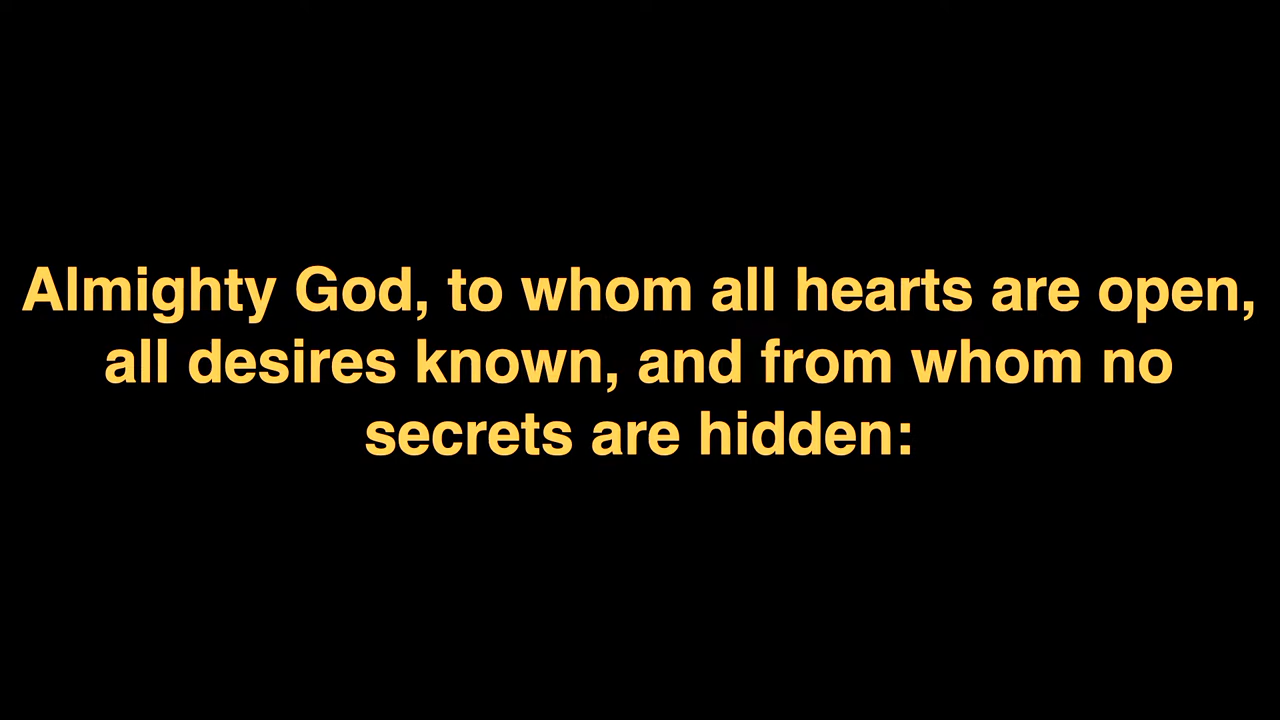 Almighty God, to whom all hearts are open,
all desires known, and from whom no
secrets are hidden: